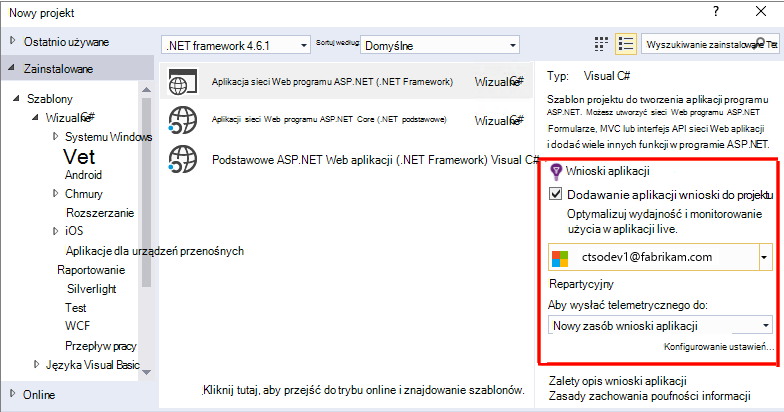 Nowy projekt
Ostatnio używane
.NET framework 4.6.1
Sortuj według:
Domyślne
Wyszukiwanie zainstalowane Te
Zainstalowane
Szablony
Wizualne C#
Systemu Windows
Vet
Android
Chmury
Rozszerzanie
iOS
Aplikacje dla urządzeń przenośnych
Raportowanie
Silverlight
Test
WCF
Przepływ pracy
Języka Visual Basic
Online
Aplikacja sieci Web programu ASP.NET (.NET Framework) Wizualne C#
Aplikacji sieci Web programu ASP.NET Core (.NET podstawowe) Wizualne C#
Podstawowe ASP.NET Web aplikacji (.NET Framework) Visual C#
Kliknij tutaj, aby przejść do trybu online i znajdowanie szablonów.
Typ: Visual C#
Szablon projektu do tworzenia aplikacji programu
ASP.NET. Możesz utworzyć sieci Web programu ASP.NET
Formularze, MVC lub interfejs API sieci Web aplikacji
i dodać wiele innych funkcji w programie ASP.NET.
Wnioski aplikacji
Dodawanie aplikacji wnioski do projektu
Optymalizuj wydajność i monitorowanie
użycia w aplikacji live.
ctsodev1@fabrikam.com
Repartycyjny
Aby wysłać telemetrycznego do:
Nowy zasób wnioski aplikacji
Konfigurowanie ustawień...
Zalety opis wnioski aplikacji
Zasady zachowania poufności informacji